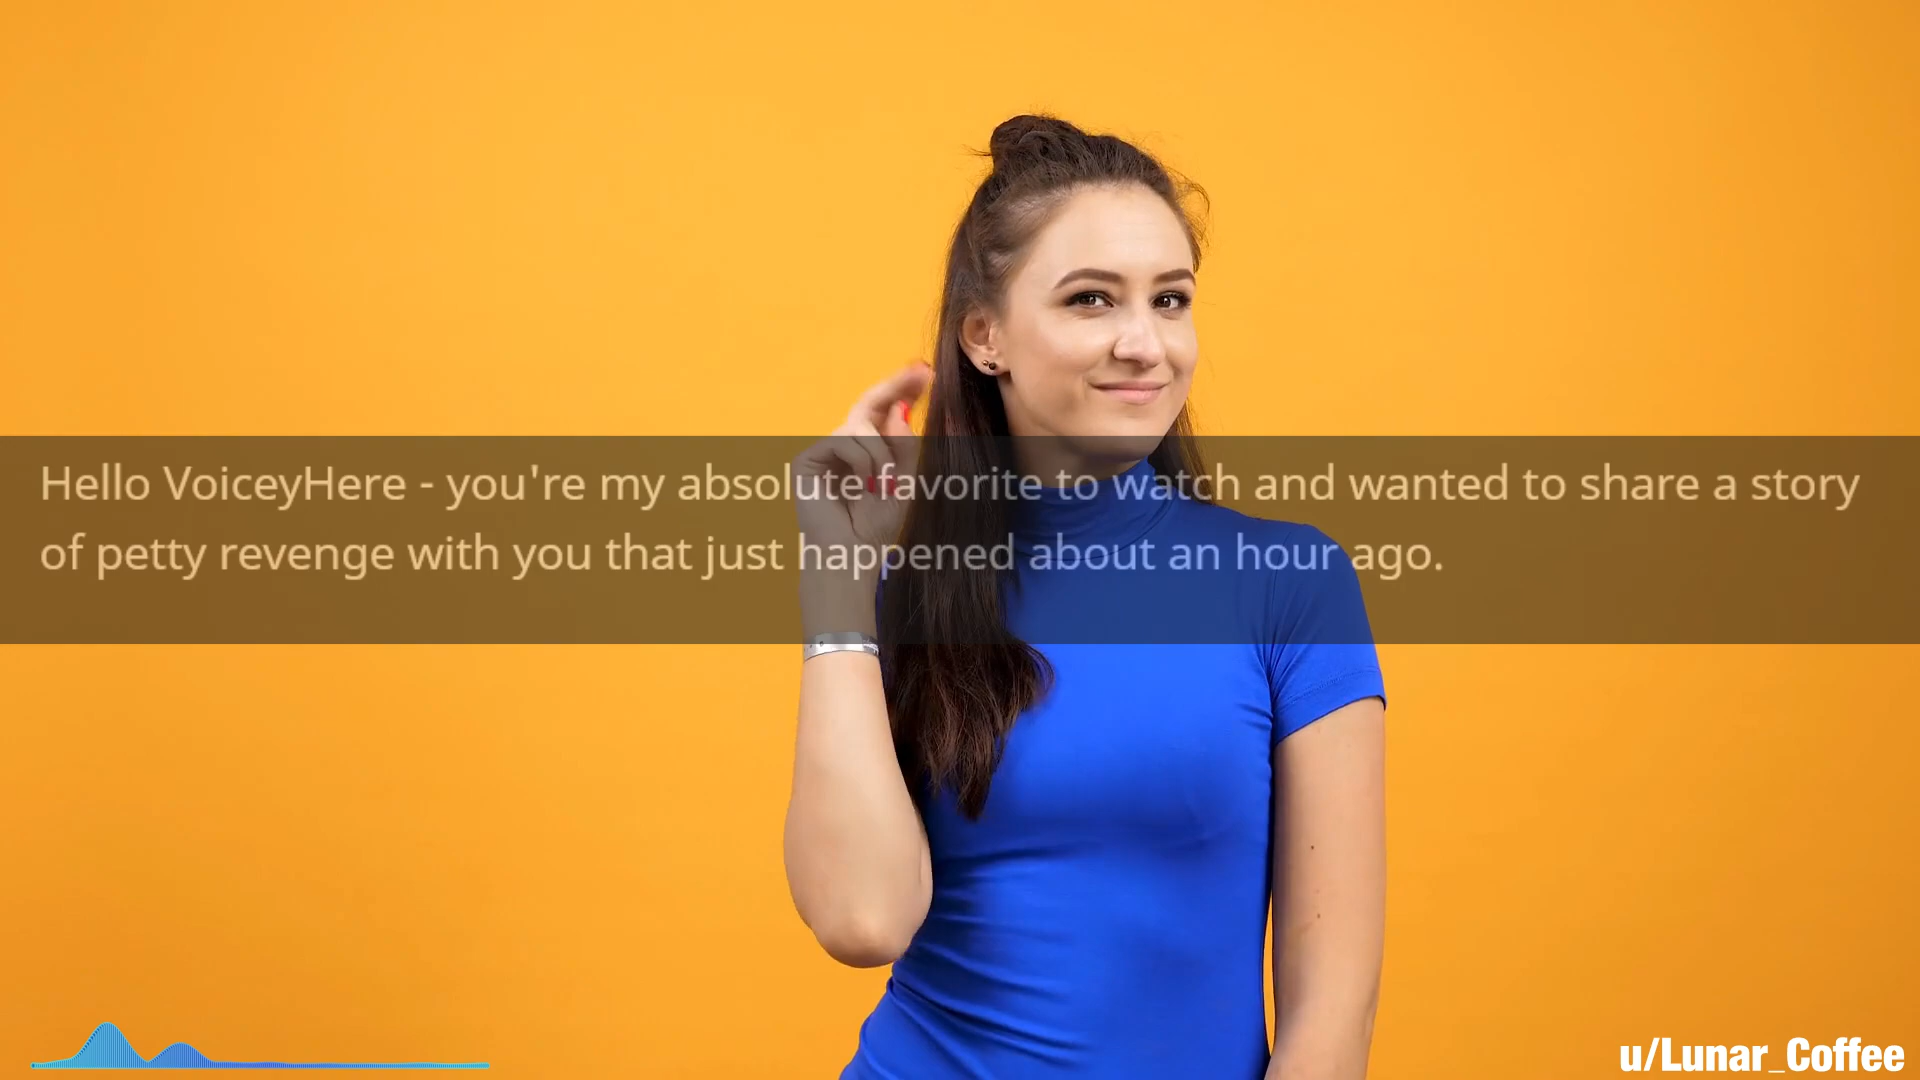 Hello VoiceyHere - you're my absolute favorite to watch and wanted to share a story
of petty revenge with you that just happened about an hour ago.
u/Lunar_Coffee